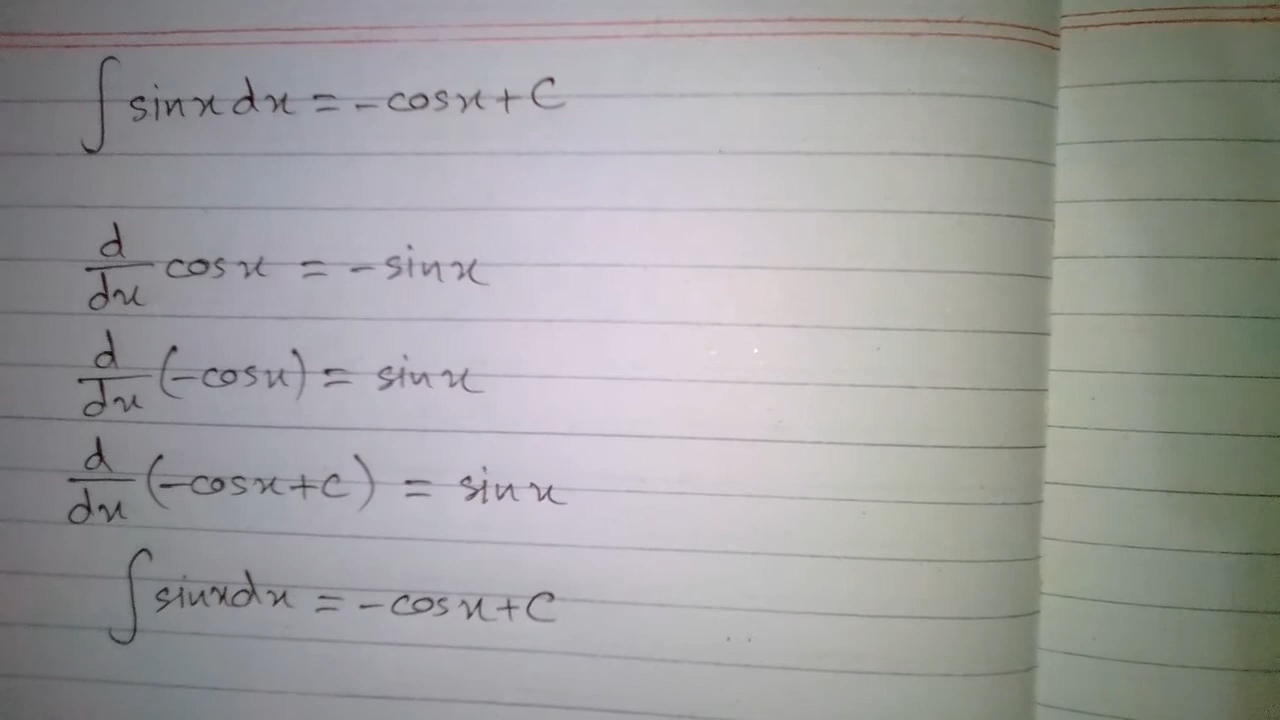 ∫ sinx dx = -cosx + C
d/dx cosx = -sinx
d/dx (-cosx) = sinx
d/dx (-cosx + c) = sinx
∫ sinx dx = -cosx + C